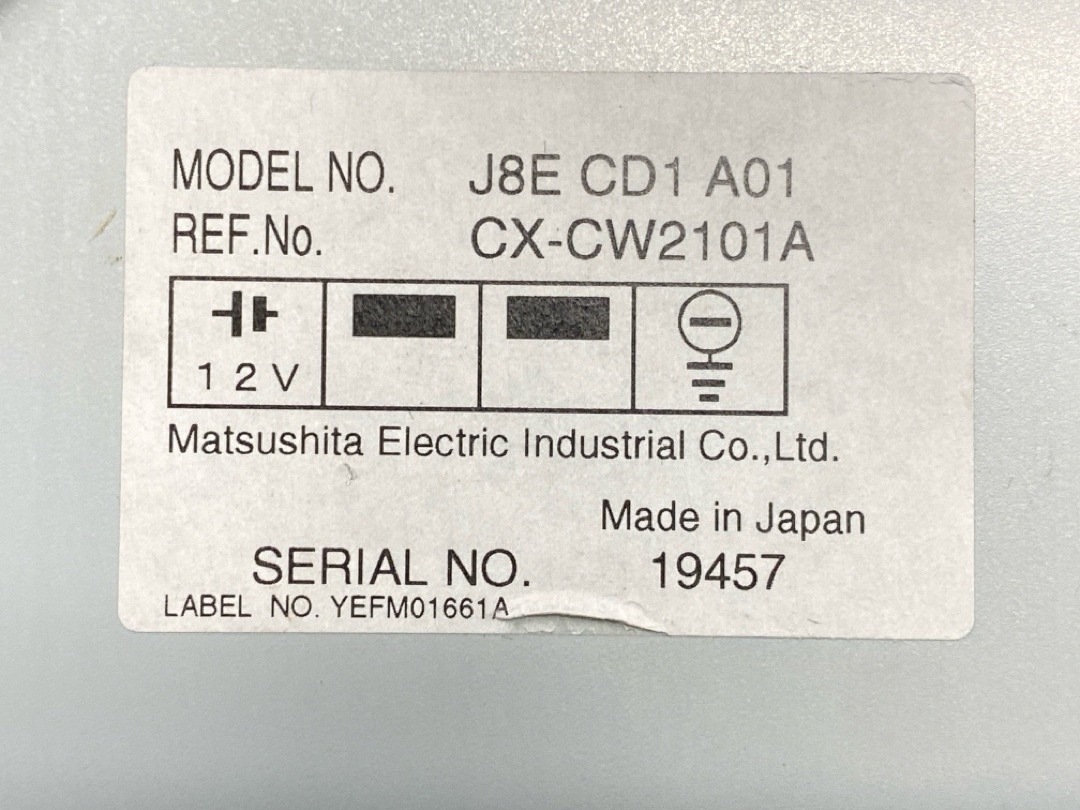 MODEL NO. J8E CD1 A01
REF.No. CX-CW2101A
12V
Matsushita Electric Industrial Co.,Ltd.
Made in Japan
SERIAL NO. 19457
LABEL NO. YEFM01661A